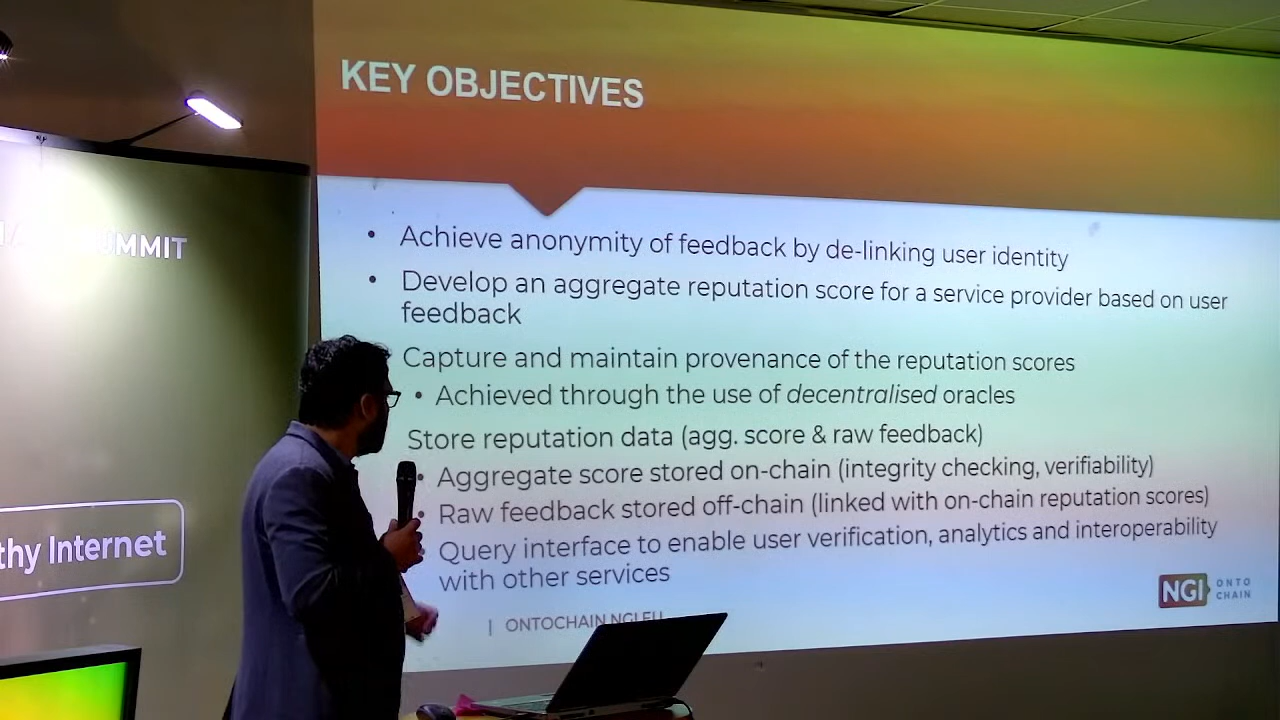 KEY OBJECTIVES
• Achieve anonymity of feedback by de-linking user identity
• Develop an aggregate reputation score for a service provider based on user
feedback
Capture and maintain provenance of the reputation scores
• Achieved through the use of decentralised oracles
Store reputation data (agg. score & raw feedback)
• Aggregate score stored on-chain (integrity checking, verifiability)
• Raw feedback stored off-chain (linked with on-chain reputation scores)
Query interface to enable user verification, analytics and interoperability
with other services
| ONTOCHAIN.NGI.EU
NGI ONTO
CHAIN
UMMIT
thy Internet